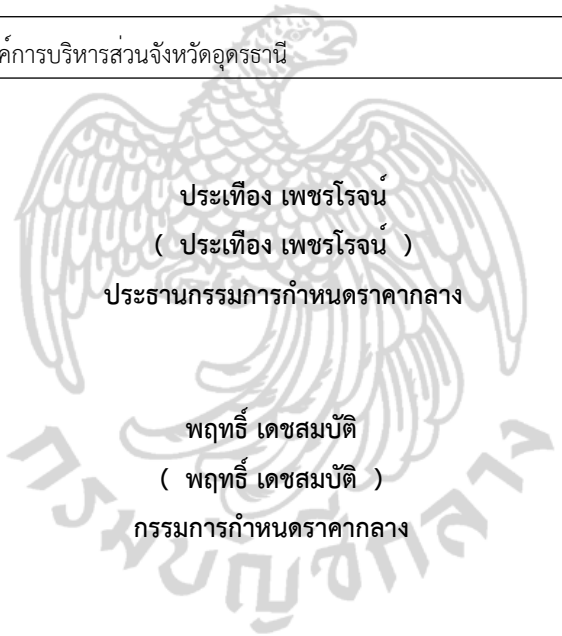 ค์การบริหารส่วนจังหวัดอุดรธานี
ประเทือง เพชรโรจน์
( ประเทือง เพชรโรจน์ )
ประธานกรรมการกำหนดราคากลาง
พฤทธิ์ เดชสมบัติ
( พฤทธิ์ เดชสมบัติ )
กรรมการกำหนดราคากลาง
กรมบัญชีกลาง